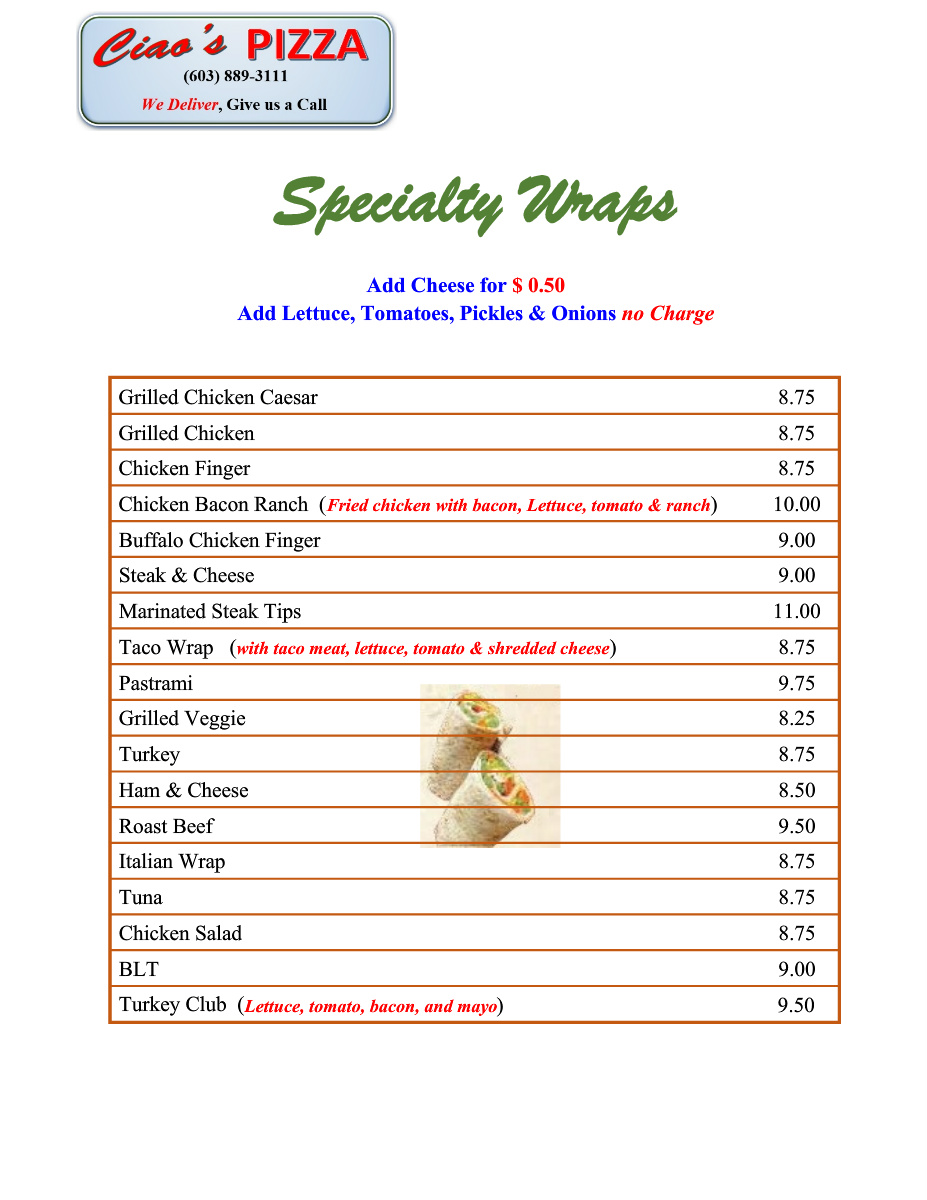 Ciao's PIZZA
(603) 889-3111
We Deliver, Give us a Call
Specialty Wraps
Add Cheese for $ 0.50
Add Lettuce, Tomatoes, Pickles & Onions no Charge
Grilled Chicken Caesar 8.75
Grilled Chicken 8.75
Chicken Finger 8.75
Chicken Bacon Ranch (Fried chicken with bacon, Lettuce, tomato & ranch) 10.00
Buffalo Chicken Finger 9.00
Steak & Cheese 9.00
Marinated Steak Tips 11.00
Taco Wrap (with taco meat, lettuce, tomato & shredded cheese) 8.75
Pastrami 9.75
Grilled Veggie 8.25
Turkey 8.75
Ham & Cheese 8.50
Roast Beef 9.50
Italian Wrap 8.75
Tuna 8.75
Chicken Salad 8.75
BLT 9.00
Turkey Club (Lettuce, tomato, bacon, and mayo) 9.50